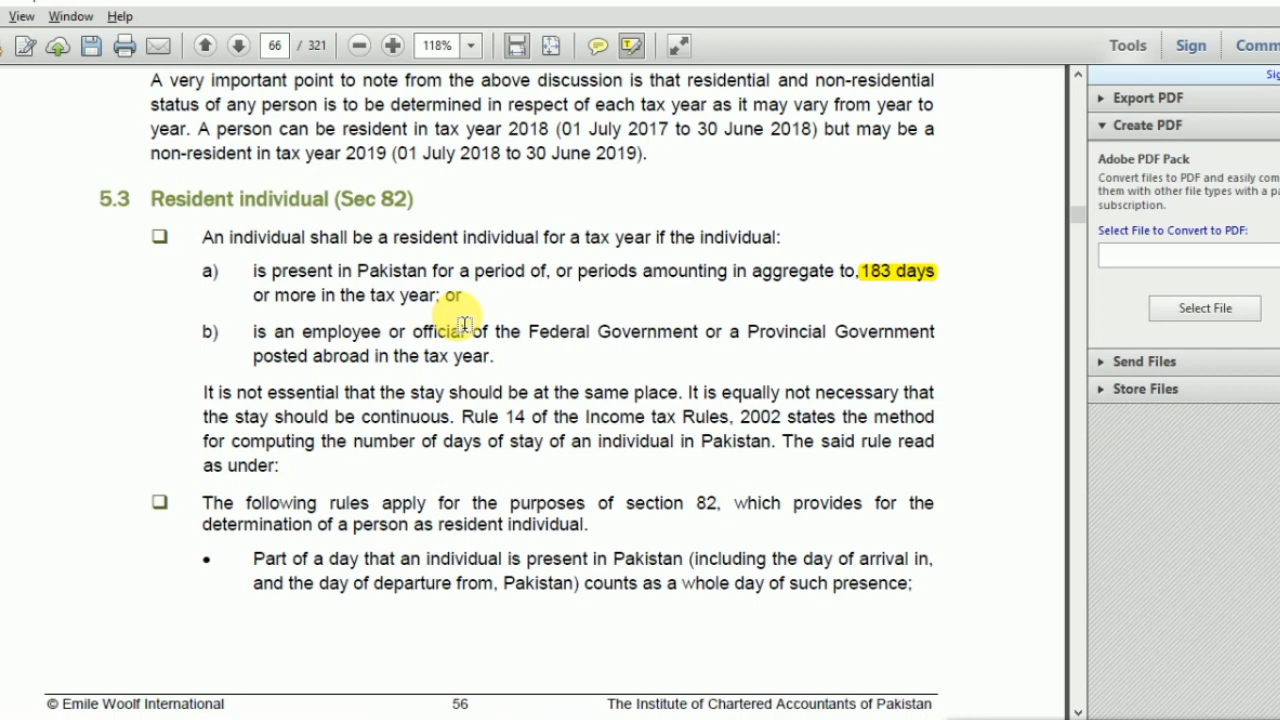 View Window Help
66 / 321 118% Tools Sign
A very important point to note from the above discussion is that residential and non-residential
status of any person is to be determined in respect of each tax year as it may vary from year to
year. A person can be resident in tax year 2018 (01 July 2017 to 30 June 2018) but may be a
non-resident in tax year 2019 (01 July 2018 to 30 June 2019).
5.3 Resident individual (Sec 82)
An individual shall be a resident individual for a tax year if the individual:
a) is present in Pakistan for a period of, or periods amounting in aggregate to, 183 days
or more in the tax year; or
b) is an employee or official of the Federal Government or a Provincial Government
posted abroad in the tax year.
It is not essential that the stay should be at the same place. It is equally not necessary that
the stay should be continuous. Rule 14 of the Income tax Rules, 2002 states the method
for computing the number of days of stay of an individual in Pakistan. The said rule read
as under:
The following rules apply for the purposes of section 82, which provides for the
determination of a person as resident individual.
• Part of a day that an individual is present in Pakistan (including the day of arrival in,
and the day of departure from, Pakistan) counts as a whole day of such presence;
© Emile Woolf International 56 The Institute of Chartered Accountants of Pakistan
Export PDF
Create PDF
Adobe PDF Pack
Convert files to PDF and easily
them with other file types with a
subscription.
Select File to Convert to PDF:
Select File
Send Files
Store Files